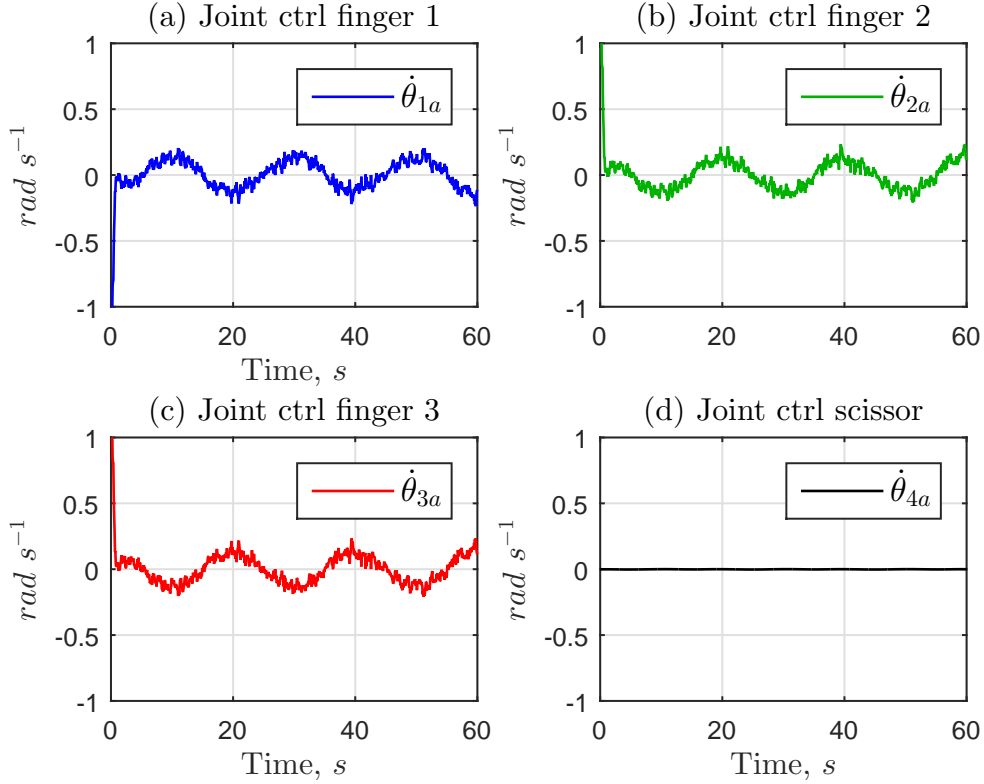 (a) Joint ctrl finger 1
1
0.5
0
-0.5
-1
rad s⁻¹
θ̇₁ₐ
0 20 40 60
Time, s
(b) Joint ctrl finger 2
1
0.5
0
-0.5
-1
rad s⁻¹
θ̇₂ₐ
0 20 40 60
(c) Joint ctrl finger 3
1
0.5
0
-0.5
-1
rad s⁻¹
θ̇₃ₐ
0 20 40 60
Time, s
(d) Joint ctrl scissor
1
0.5
0
-0.5
-1
rad s⁻¹
θ̇₄ₐ
0 20 40 60
Time, s